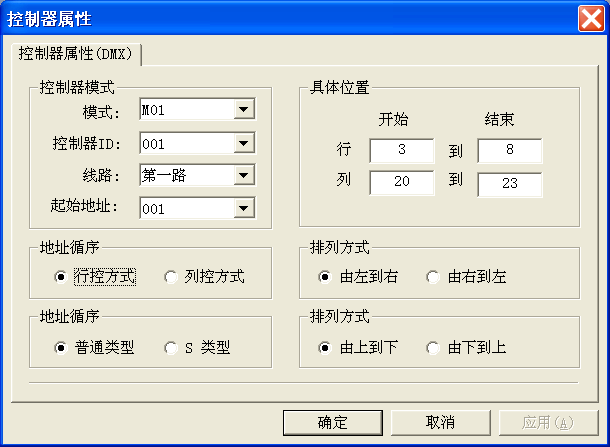 控制器属性
控制器属性(DMX)
控制器模式
模式: M01
控制器ID: 001
线路: 第一路
起始地址: 001
具体位置
开始 结束
行 3 到 8
列 20 到 23
地址循序
行控方式 列控方式
排列方式
由左到右 由右到左
地址循序
普通类型 S 类型
排列方式
由上到下 由下到上
确定 取消 应用(A)